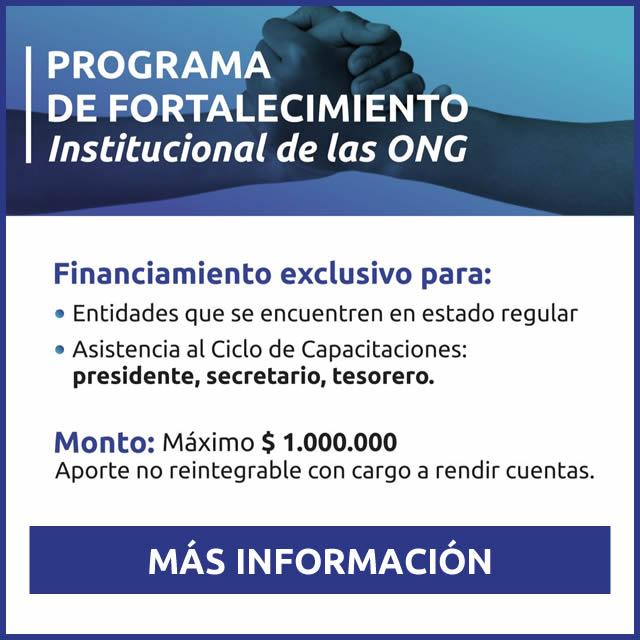 PROGRAMA
DE FORTALECIMIENTO
Institucional de las ONG
Financiamiento exclusivo para:
• Entidades que se encuentren en estado regular
• Asistencia al Ciclo de Capacitaciones:
presidente, secretario, tesorero.
Monto: Máximo $ 1.000.000
Aporte no reintegrable con cargo a rendir cuentas.
MÁS INFORMACIÓN